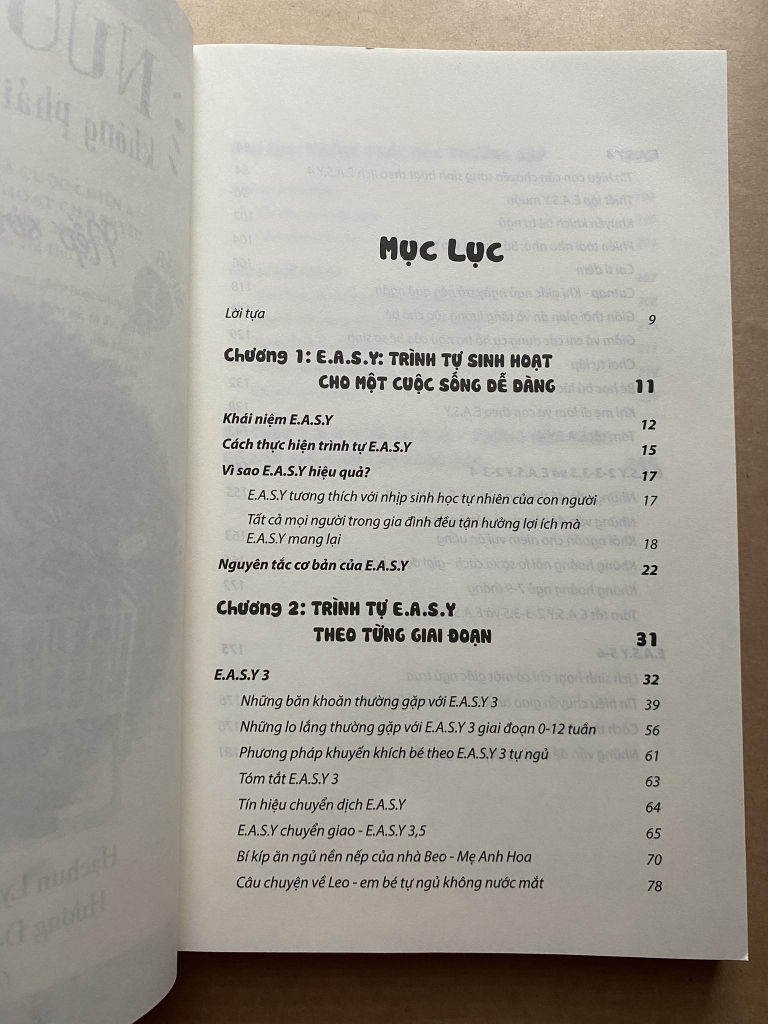 Mục Lục
Lời tựa 9
Chương 1: E.A.S.Y: TRÌNH TỰ SINH HOẠT
CHO MỘT CUỘC SỐNG DỄ DÀNG 11
Khái niệm E.A.S.Y 12
Cách thực hiện trình tự E.A.S.Y 15
Vì sao E.A.S.Y hiệu quả? 17
E.A.S.Y tương thích với nhịp sinh học tự nhiên của con người 17
Tất cả mọi người trong gia đình đều tận hưởng lợi ích mà
E.A.S.Y mang lại 18
Nguyên tắc cơ bản của E.A.S.Y 22
Chương 2: TRÌNH TỰ E.A.S.Y
THEO TỪNG GIAI ĐOẠN 31
E.A.S.Y 3 32
Những băn khoăn thường gặp với E.A.S.Y 3 39
Những lo lắng thường gặp với E.A.S.Y 3 giai đoạn 0-12 tuần 56
Phương pháp khuyến khích bé theo E.A.S.Y 3 tự ngủ 61
Tóm tắt E.A.S.Y 3 63
Tín hiệu chuyển dịch E.A.S.Y 64
E.A.S.Y chuyển giao - E.A.S.Y 3,5 65
Bí kíp ăn ngủ nền nếp của nhà Beo - Mẹ Anh Hoa 70
Câu chuyện về Leo - em bé tự ngủ không nước mắt 78